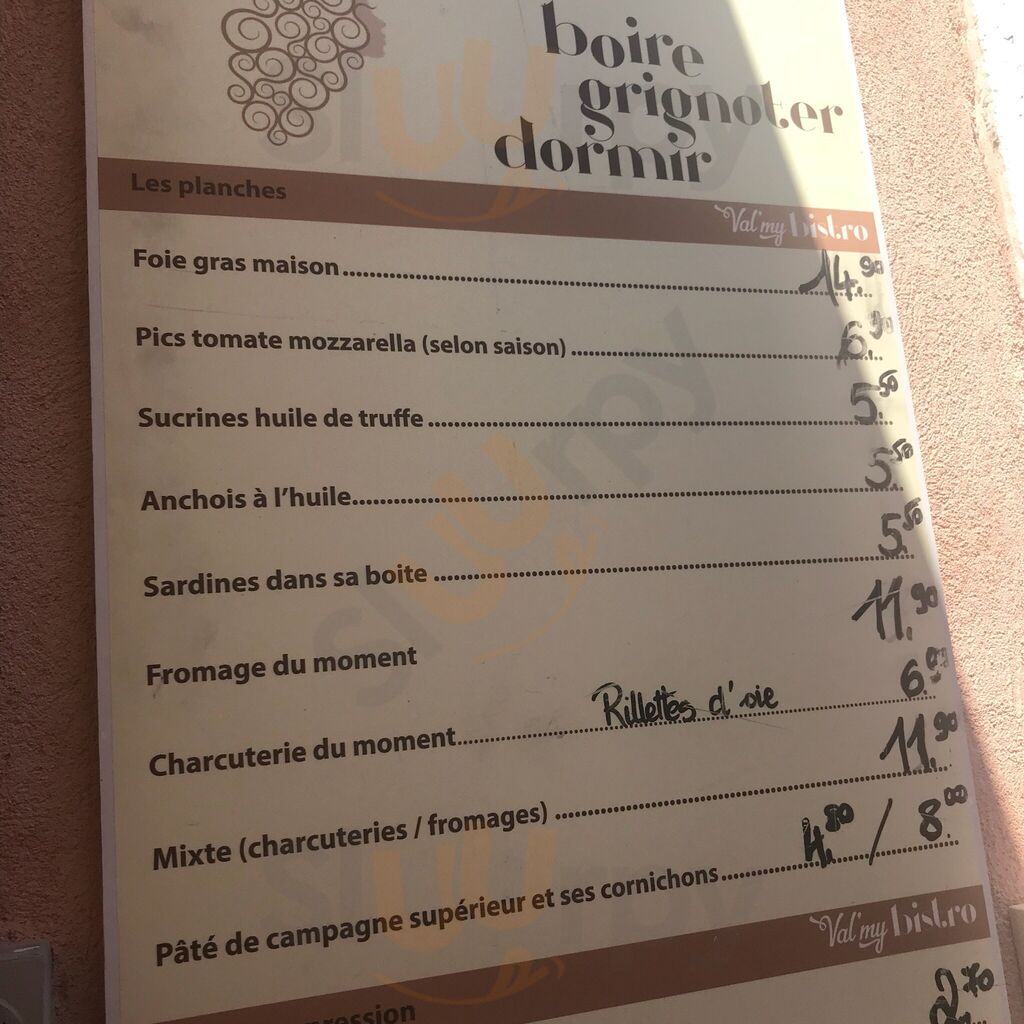 boire
grignoter
dormir
Les planches
Val'my bistro
Foie gras maison........ 14.90
Pics tomate mozzarella (selon saison)........ 6.90
Sucrines huile de truffe........ 5.50
Anchois à l'huile........ 5.50
Sardines dans sa boite........ 5.50
Fromage du moment 11.90
Charcuterie du moment........ Rillettes d'oie 6.90
Mixte (charcuteries / fromages)........ 11.90
Pâté de campagne supérieur et ses cornichons........ 4.80 / 8.00
Val'my bistro
2.70
sluurpy
sluurpy
sluurpy